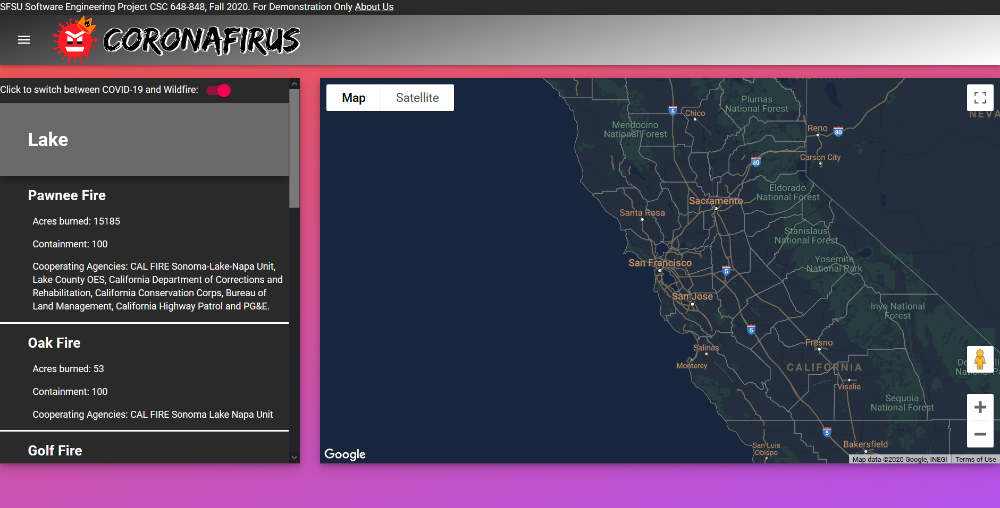 SFSU Software Engineering Project CSC 648-848, Fall 2020. For Demonstration Only About Us
CORONAFIRUS
Click to switch between COVID-19 and Wildfire:
Lake
Pawnee Fire
Acres burned: 15185
Containment: 100
Cooperating Agencies: CAL FIRE Sonoma-Lake-Napa Unit,
Lake County OES, California Department of Corrections and
Rehabilitation, California Conservation Corps, Bureau of
Land Management, California Highway Patrol and PG&E.
Oak Fire
Acres burned: 53
Containment: 100
Cooperating Agencies: CAL FIRE Sonoma Lake Napa Unit
Golf Fire
Map
Satellite
Plumas
National Forest
5
Chico
NEVA
Mendocino
National Forest
Reno
80
Carson City
80
Eldorado
National Forest
Sacramento
Santa Rosa
Stanislaus
National Forest
Yosemite
National Park
San Francisco
5
San Jose
Inyo National
Forest
5
Fresno
Salinas
Monterey
CALIFORNIA
Visalia
Sequoia
National Forest
5
Bakersfield
San Luis
Obispo
Google
Map data ©2020 Google, INEGI
Terms of Use